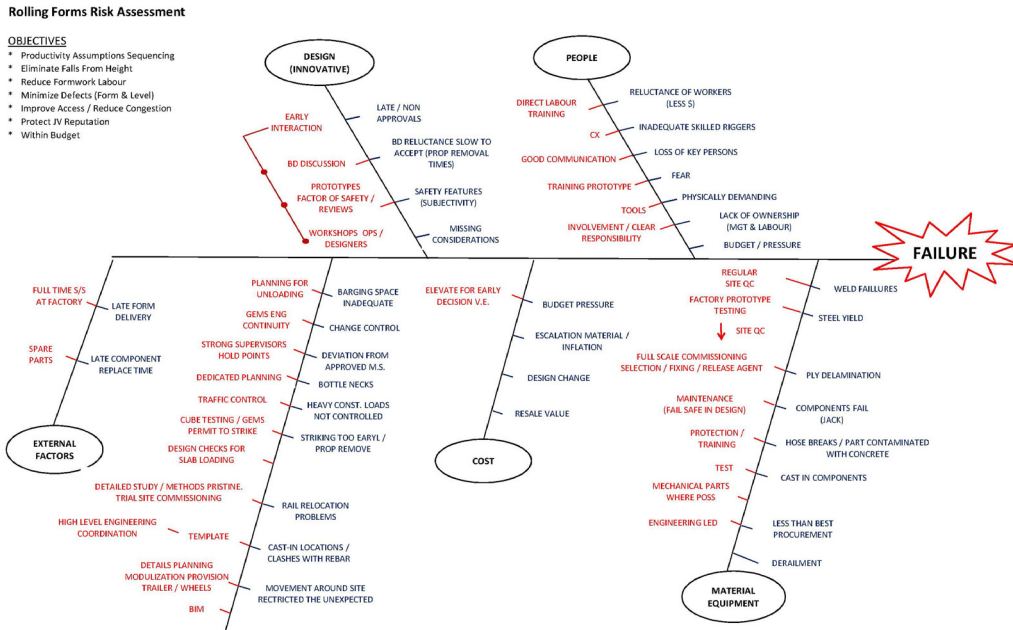 Rolling Forms Risk Assessment
OBJECTIVES
* Productivity Assumptions Sequencing
* Eliminate Falls From Height
* Reduce Formwork Labour
* Minimize Defects (Form & Level)
* Improve Access / Reduce Congestion
* Protect JV Reputation
* Within Budget
DESIGN
(INNOVATIVE)
EARLY
INTERACTION
LATE / NON
APPROVALS
BD DISCUSSION
BD RELUCTANCE SLOW TO
ACCEPT (PROP REMOVAL
TIMES)
PROTOTYPES
FACTOR OF SAFETY /
REVIEWS
SAFETY FEATURES
(SUBJECTIVITY)
WORKSHOPS OPS /
DESIGNERS
MISSING
CONSIDERATIONS
PEOPLE
DIRECT LABOUR
TRAINING
RELUCTANCE OF WORKERS
(LESS $)
CX
INADEQUATE SKILLED RIGGERS
GOOD COMMUNICATION
LOSS OF KEY PERSONS
TRAINING PROTOTYPE
FEAR
TOOLS
PHYSICALLY DEMANDING
INVOLVEMENT / CLEAR
RESPONSIBILITY
LACK OF OWNERSHIP
(MGT & LABOUR)
BUDGET / PRESSURE
FAILURE
FULL TIME S/S
AT FACTORY
LATE FORM
DELIVERY
SPARE
PARTS
LATE COMPONENT
REPLACE TIME
EXTERNAL
FACTORS
PLANNING FOR
UNLOADING
BARGING SPACE
INADEQUATE
GEMS ENG
CONTINUITY
CHANGE CONTROL
STRONG SUPERVISORS
HOLD POINTS
DEVIATION FROM
APPROVED M.S.
DEDICATED PLANNING
BOTTLE NECKS
TRAFFIC CONTROL
HEAVY CONST. LOADS
NOT CONTROLLED
CUBE TESTING / GEMS
PERMIT TO STRIKE
STRIKING TOO EARYL /
PROP REMOVE
DESIGN CHECKS FOR
SLAB LOADING
DETAILED STUDY / METHODS PRISTINE.
TRIAL SITE COMMISSIONING
RAIL RELOCATION
PROBLEMS
HIGH LEVEL ENGINEERING
COORDINATION
TEMPLATE
CAST-IN LOCATIONS /
CLASHES WITH REBAR
DETAILS PLANNING
MODULIZATION PROVISION
TRAILER / WHEELS
MOVEMENT AROUND SITE
RECTRICTED THE UNEXPECTED
BIM
ELEVATE FOR EARLY
DECISION V.E.
BUDGET PRESSURE
ESCALATION MATERIAL /
INFLATION
DESIGN CHANGE
RESALE VALUE
COST
REGULAR
SITE QC
WELD FAILLURES
FACTORY PROTOTYPE
TESTING
STEEL YIELD
SITE QC
FULL SCALE COMMISSIONING
SELECTION / FIXING / RELEASE AGENT
PLY DELAMINATION
MAINTENANCE
(FAIL SAFE IN DESIGN)
COMPONENTS FAIL
(JACK)
PROTECTION /
TRAINING
HOSE BREAKS / PART CONTAMINATED
WITH CONCRETE
TEST
CAST IN COMPONENTS
MECHANICAL PARTS
WHERE POSS
ENGINEERING LED
LESS THAN BEST
PROCUREMENT
DERAILMENT
MATERIAL
EQUIPMENT